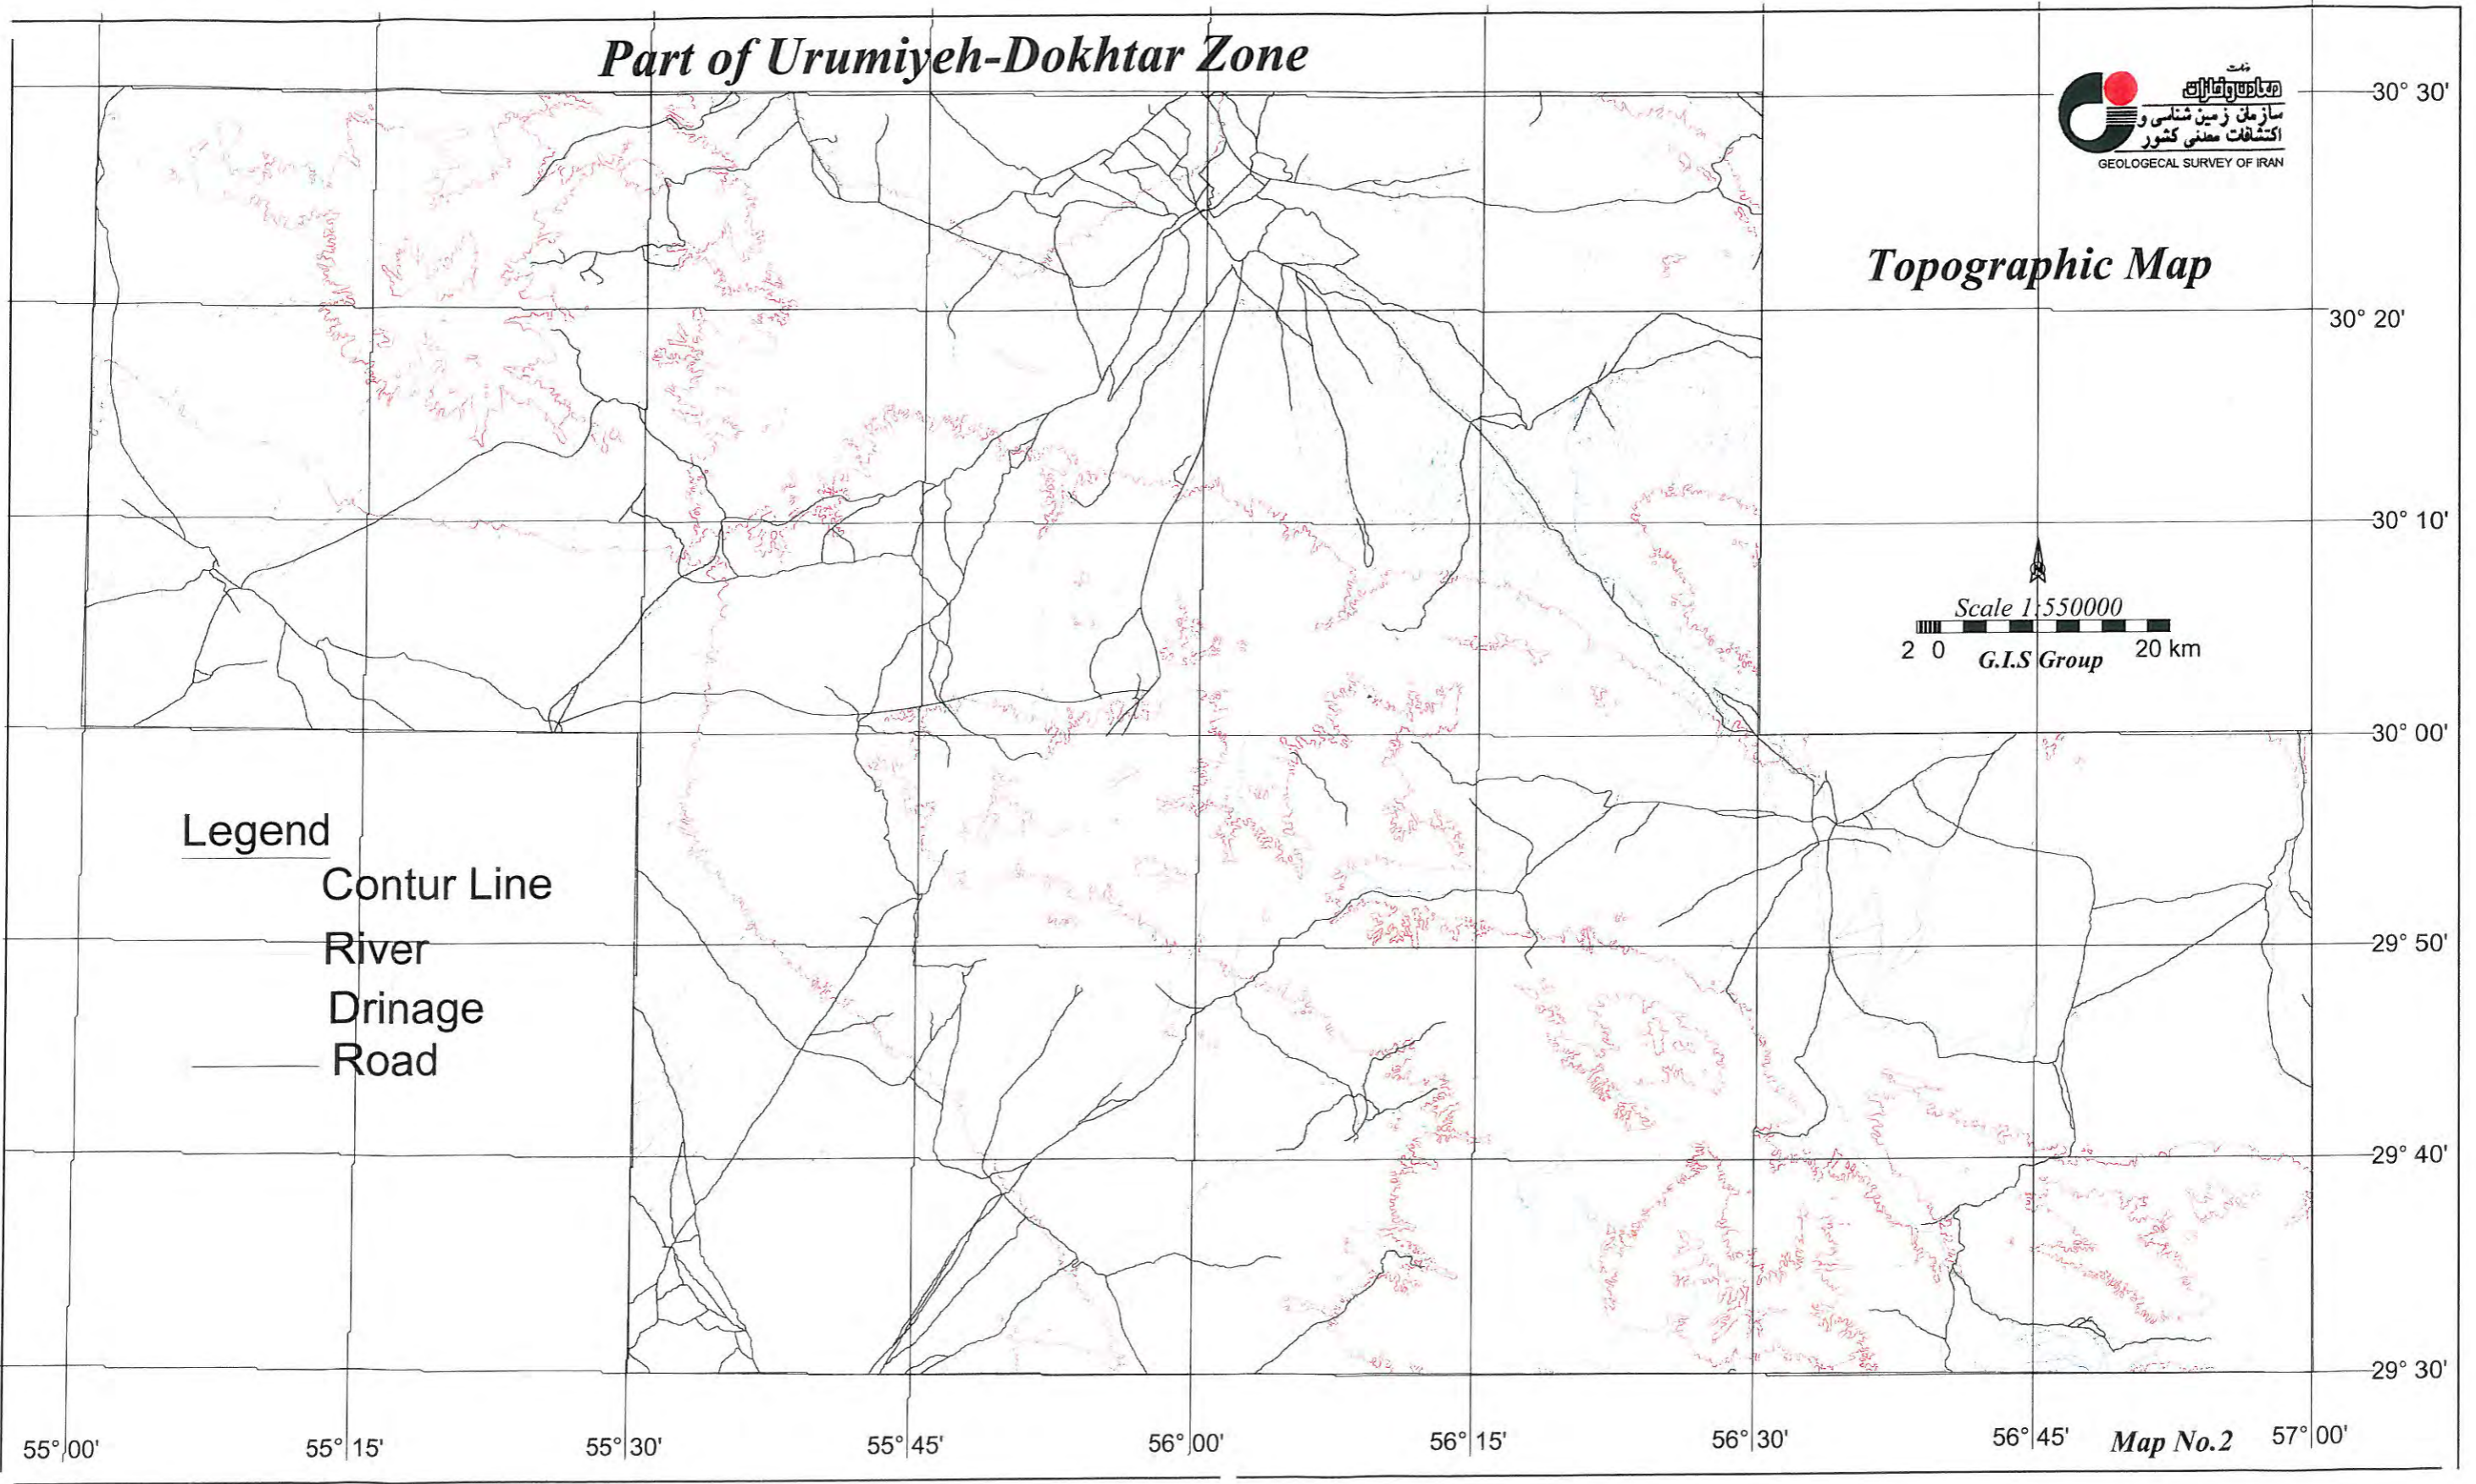 Part of Urumiyeh-Dokhtar Zone
معادن و فلزات
سازمان زمین شناسی و
اکتشافات معدنی کشور
GEOLOGECAL SURVEY OF IRAN
Topographic Map
30° 30'
30° 20'
30° 10'
Scale 1:550000
2 0 20 km
G.I.S Group
30° 00'
Legend
Contur Line
River
Drinage
Road
29° 50'
29° 40'
29° 30'
55° 00' 55° 15' 55° 30' 55° 45' 56° 00' 56° 15' 56° 30' 56° 45' Map No.2 57° 00'